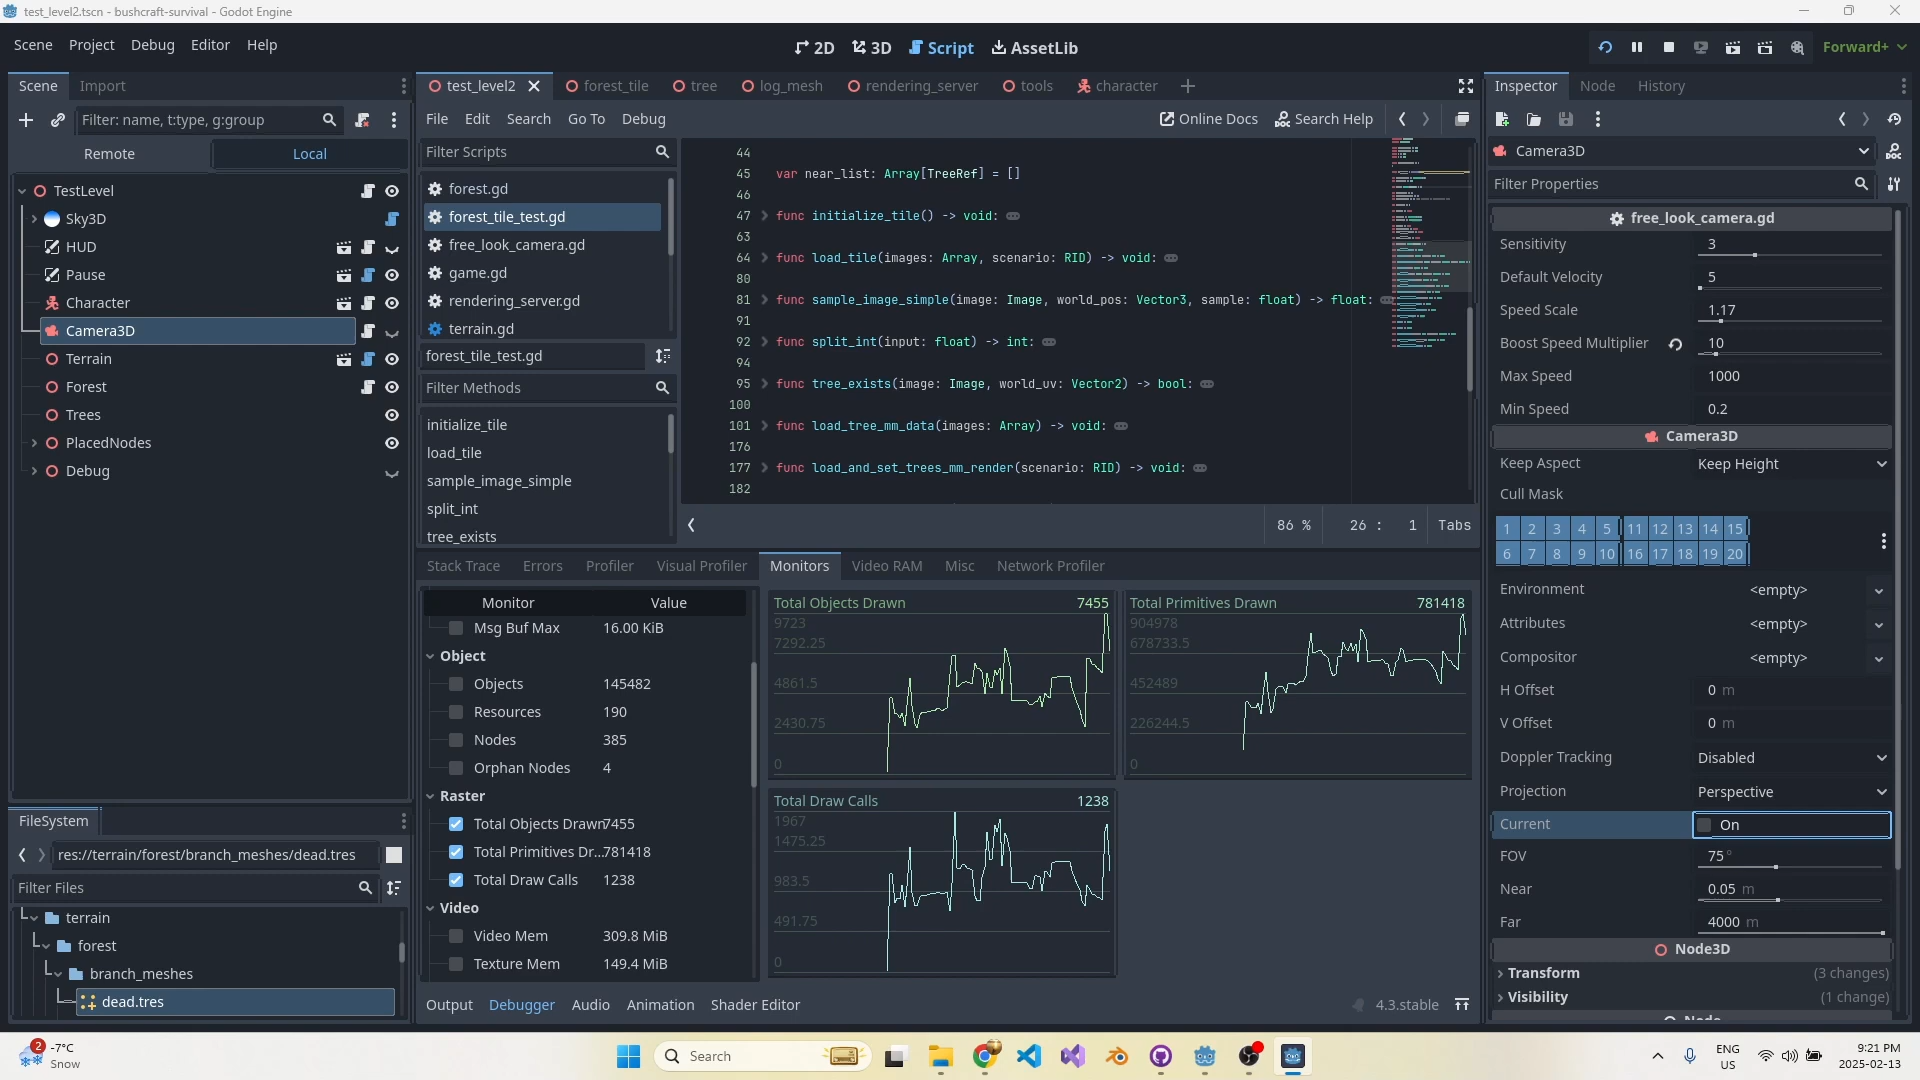 test_level2.tscn - bushcraft-survival - Godot Engine
Scene Project Debug Editor Help
2D 3D Script AssetLib
Forward+
Scene Import
Filter: name, t:type, g:group
Remote Local
TestLevel
Sky3D
HUD
Pause
Character
Camera3D
Terrain
Forest
Trees
PlacedNodes
Debug
FileSystem
res://terrain/forest/branch_meshes/dead.tres
Filter Files
terrain
forest
branch_meshes
dead.tres
test_level2 forest_tile tree log_mesh rendering_server tools character
File Edit Search Go To Debug
Online Docs Search Help
Filter Scripts
forest.gd
forest_tile_test.gd
free_look_camera.gd
game.gd
rendering_server.gd
terrain.gd
forest_tile_test.gd
Filter Methods
initialize_tile
load_tile
sample_image_simple
split_int
tree_exists
44
45 var near_list: Array[TreeRef] = []
46
47 func initialize_tile() -> void:
63
64 func load_tile(images: Array, scenario: RID) -> void:
80
81 func sample_image_simple(image: Image, world_pos: Vector3, sample: float) -> float:
91
92 func split_int(input: float) -> int:
94
95 func tree_exists(image: Image, world_uv: Vector2) -> bool:
100
101 func load_tree_mm_data(images: Array) -> void:
176
177 func load_and_set_trees_mm_render(scenario: RID) -> void:
182
86 % 26 : 1 Tabs
Stack Trace Errors Profiler Visual Profiler Monitors Video RAM Misc Network Profiler
Monitor Value
Msg Buf Max 16.00 KiB
Object
Objects 145482
Resources 190
Nodes 385
Orphan Nodes 4
Raster
Total Objects Drawn 7455
Total Primitives Dr... 781418
Total Draw Calls 1238
Video
Video Mem 309.8 MiB
Texture Mem 149.4 MiB
Total Objects Drawn 7455
9723
7292.25
4861.5
2430.75
0
Total Primitives Drawn 781418
904978
678733.5
452489
226244.5
0
Total Draw Calls 1238
1967
1475.25
983.5
491.75
0
Output Debugger Audio Animation Shader Editor
4.3.stable
Inspector Node History
Camera3D
Filter Properties
free_look_camera.gd
Sensitivity 3
Default Velocity 5
Speed Scale 1.17
Boost Speed Multiplier 10
Max Speed 1000
Min Speed 0.2
Camera3D
Keep Aspect Keep Height
Cull Mask
1 2 3 4 5 11 12 13 14 15
6 7 8 9 10 16 17 18 19 20
Environment <empty>
Attributes <empty>
Compositor <empty>
H Offset 0 m
V Offset 0 m
Doppler Tracking Disabled
Projection Perspective
Current On
FOV 75 °
Near 0.05 m
Far 4000 m
Node3D
Transform (3 changes)
Visibility (1 change)
2
-7°C
Snow
Search
ENG
US
9:21 PM
2025-02-13